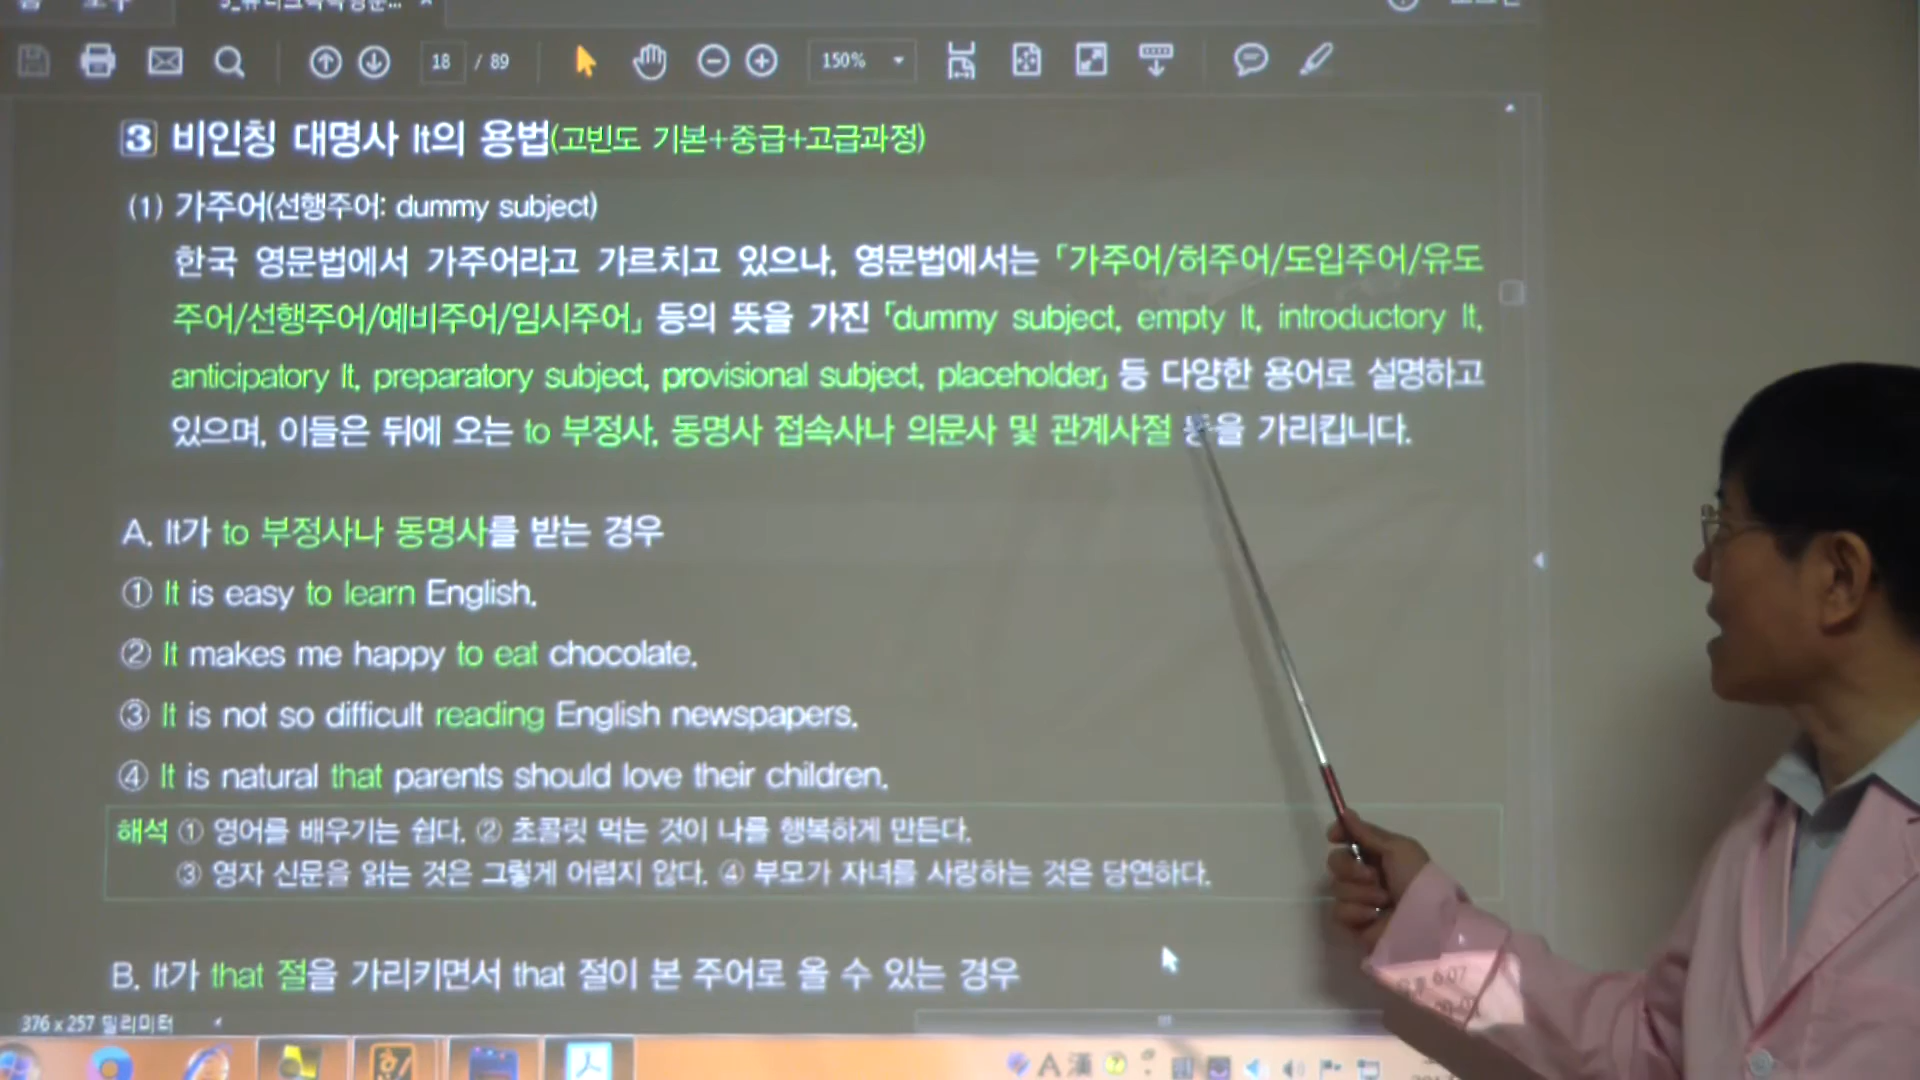 18 / 89
150%
3 비인칭 대명사 It의 용법(고빈도 기본+중급+고급과정)
(1) 가주어(선행주어: dummy subject)
한국 영문법에서 가주어라고 가르치고 있으나, 영문법에서는 「가주어/허주어/도입주어/유도
주어/선행주어/예비주어/임시주어」 등의 뜻을 가진 「dummy subject, empty It, introductory It,
anticipatory It, preparatory subject, provisional subject, placeholder」 등 다양한 용어로 설명하고
있으며, 이들은 뒤에 오는 to 부정사, 동명사 접속사나 의문사 및 관계사절 등을 가리킵니다.
A. It가 to 부정사나 동명사를 받는 경우
① It is easy to learn English.
② It makes me happy to eat chocolate.
③ It is not so difficult reading English newspapers.
④ It is natural that parents should love their children.
해석 ① 영어를 배우기는 쉽다. ② 초콜릿 먹는 것이 나를 행복하게 만든다.
③ 영자 신문을 읽는 것은 그렇게 어렵지 않다. ④ 부모가 자녀를 사랑하는 것은 당연하다.
B. It가 that 절을 가리키면서 that 절이 본 주어로 올 수 있는 경우
376 x 257 밀리미터
A 漢
6:07